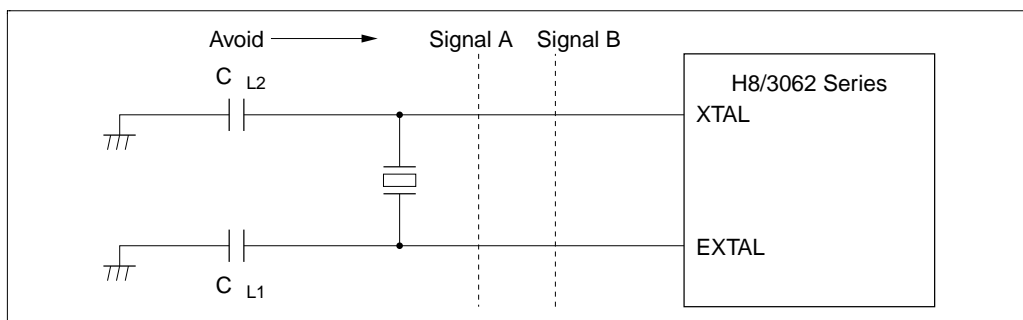 Avoid Signal A Signal B
C L2
H8/3062 Series
XTAL
EXTAL
C L1